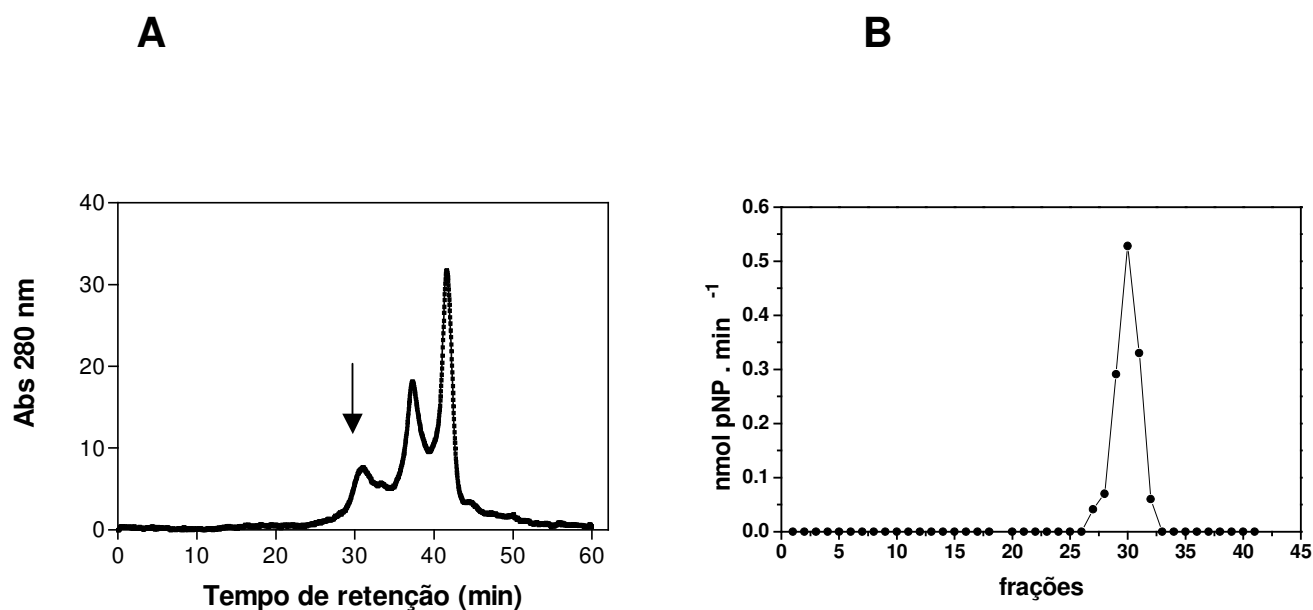 A
B
Abs 280 nm
40
30
20
10
0
0 10 20 30 40 50 60
Tempo de retenção (min)
nmol pNP . min -1
0.6
0.5
0.4
0.3
0.2
0.1
0.0
0 5 10 15 20 25 30 35 40 45
frações